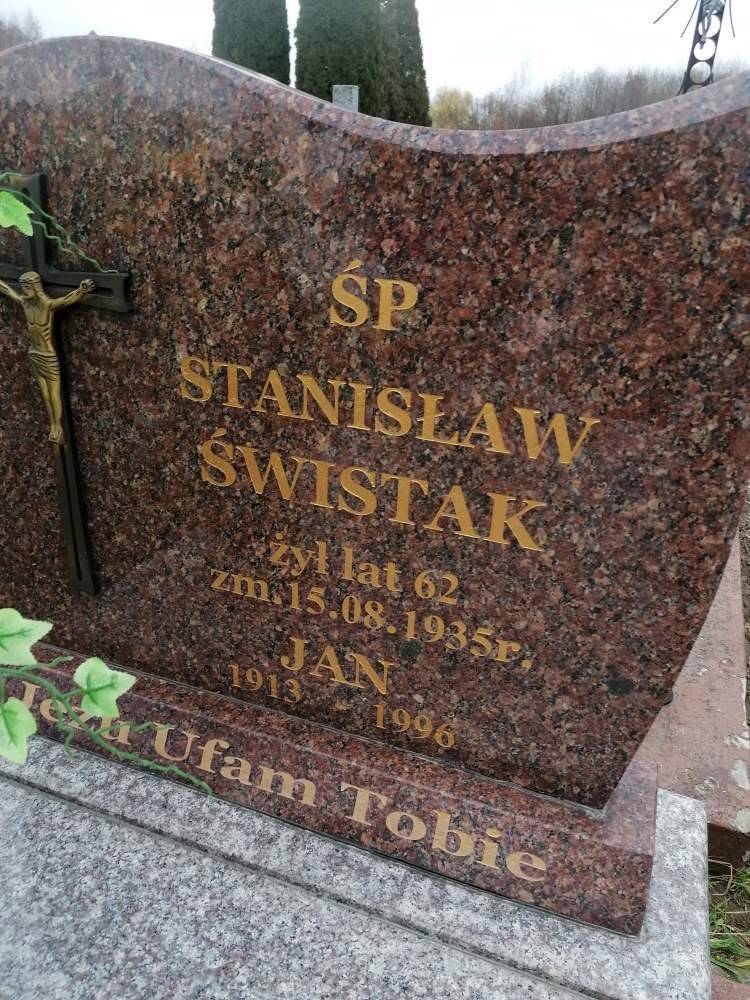 ŚP
STANISŁAW
ŚWISTAK
żył lat 62
zm.15.08.1935r.
JAN
1913 - 1996
Jezu Ufam Tobie